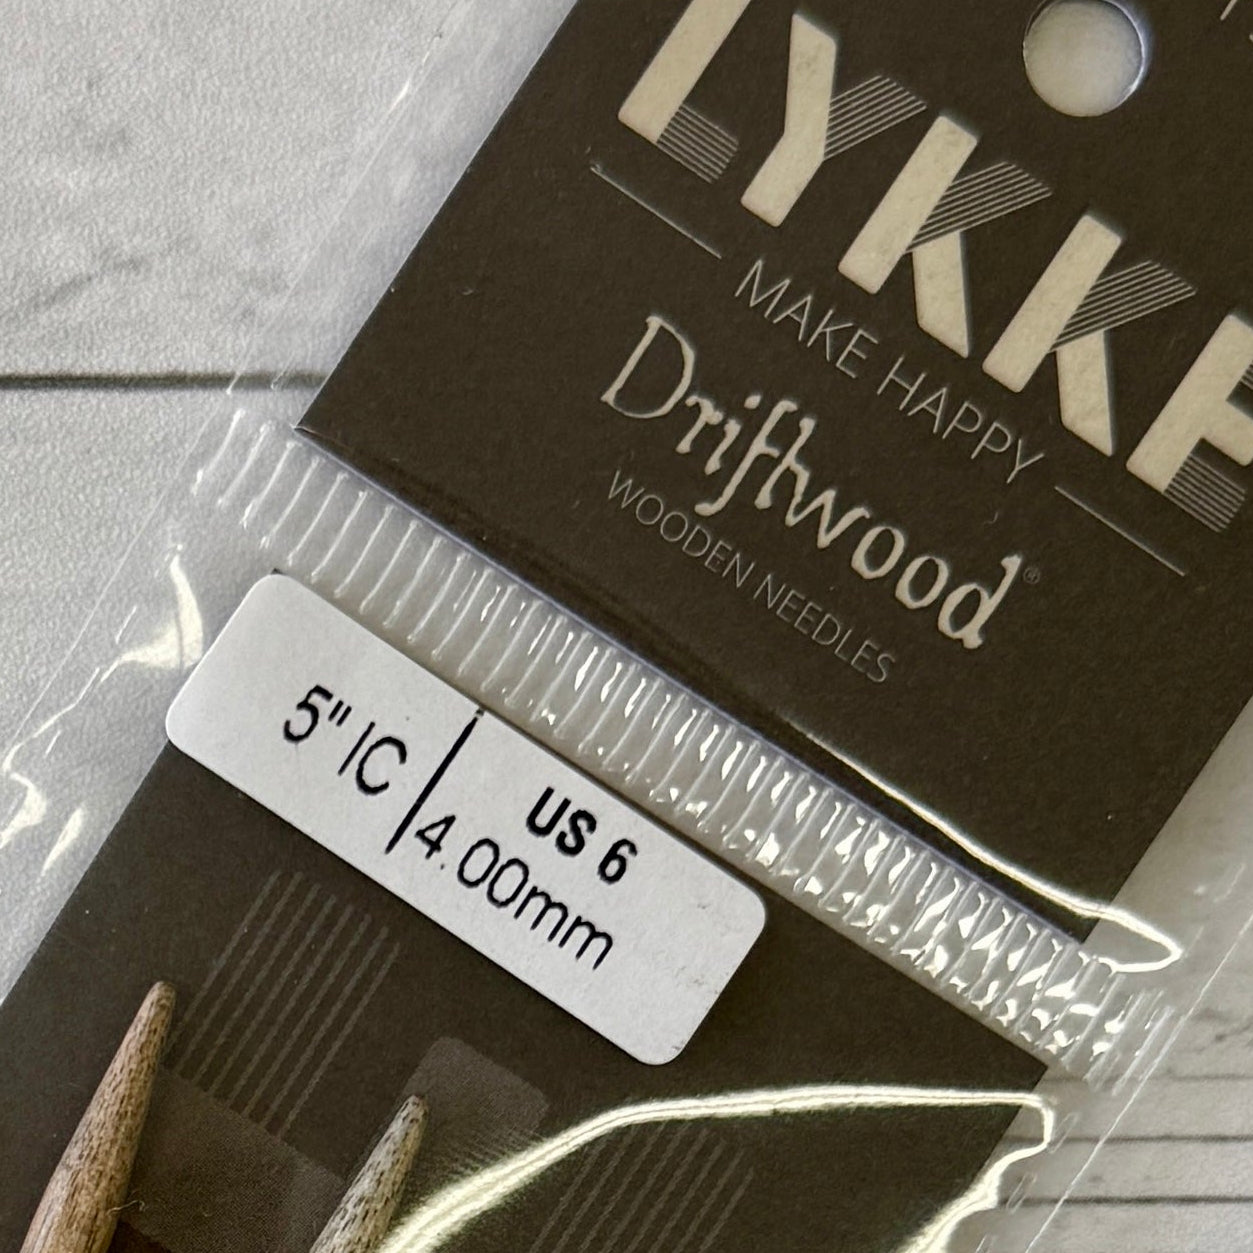 LYKKE
MAKE HAPPY
Driftwood®
WOODEN NEEDLES
5" IC
US 6
4.00mm